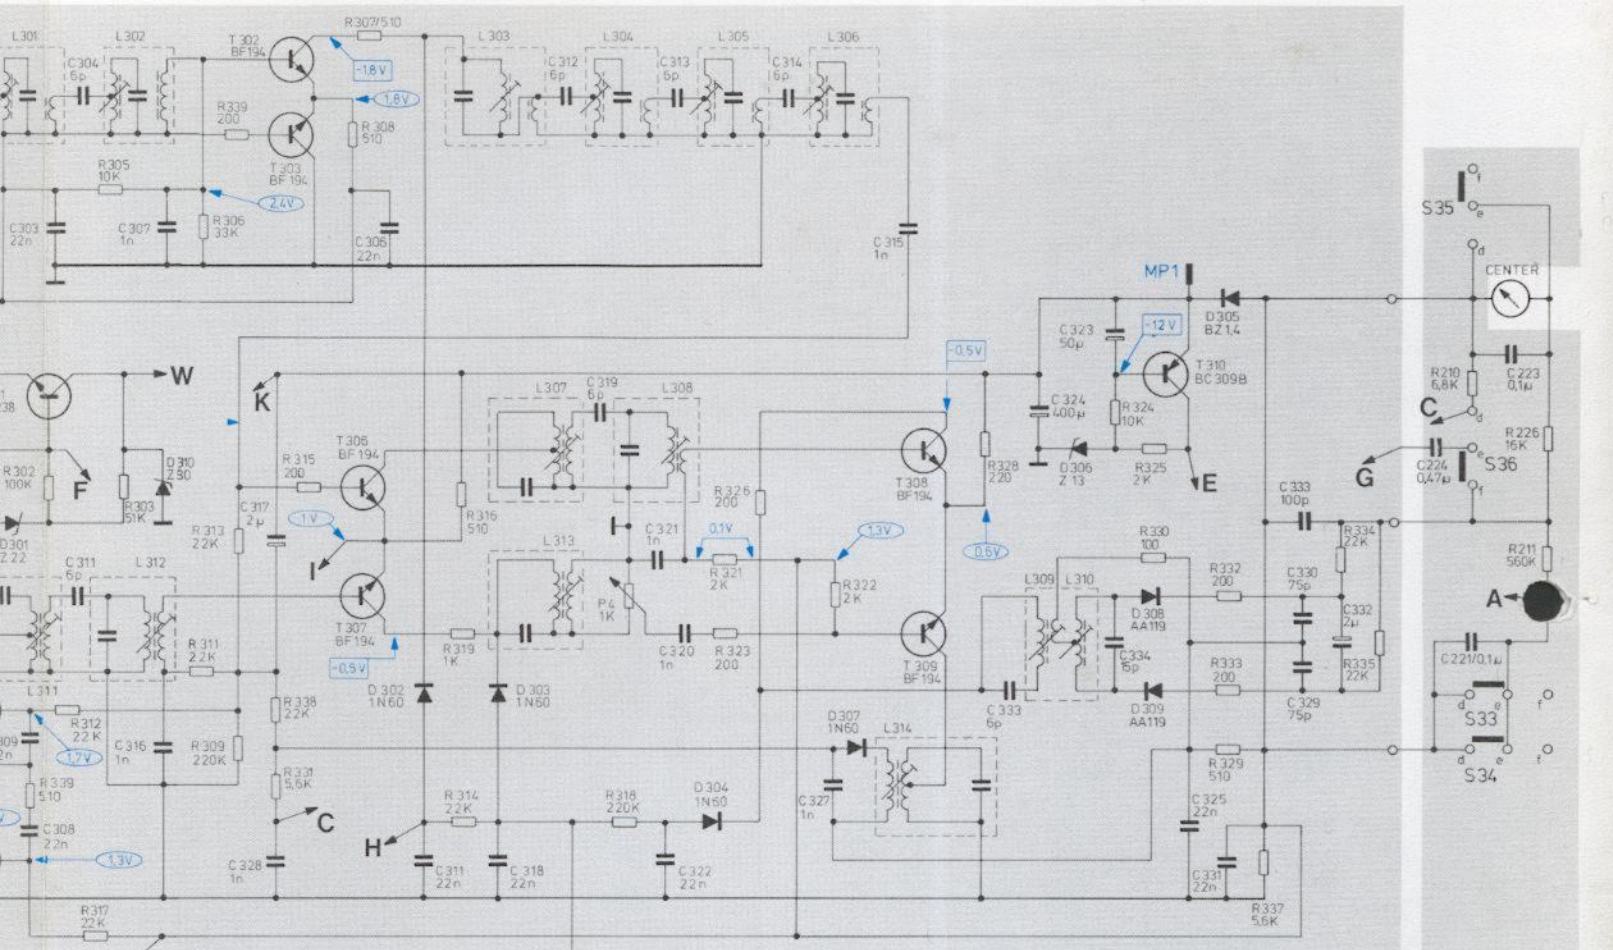 R307/510
L301
L302
T302
BF194
-1,8V
C304
6p
1,8V
R339
200
R308
510
T303
BF194
R305
10K
2,4V
C303
22n
C307
1n
R306
33K
C306
22n
L303
L304
L305
L306
C312
6p
C313
6p
C314
6p
C315
1n
MP1
S35
f
e
d
CENTER
D305
BZ1,4
C323
50µ
-12V
T310
BC309B
C324
400µ
R324
10K
D306
Z13
R325
2K
E
R210
6,8K
C223
0,1µ
C
d
R226
16K
e
G
C224
0,47µ
S36
f
W
K
R302
100K
F
R303
51K
D310
Z30
D301
Z22
R315
200
T306
BF194
C317
2µ
1V
I
R313
22K
R316
510
L307
C319
6p
L308
-0,5V
T308
BF194
R328
220
0,6V
R326
200
C321
1n
0,1V
R321
2K
1,3V
R322
2K
L313
P4
1K
C320
1n
R323
200
T309
BF194
C311
6p
L312
T307
BF194
-0,5V
R319
1K
R311
22K
L311
R312
22K
1,7V
C316
1n
R309
220K
R338
22K
R331
5,6K
C
D302
1N60
D303
1N60
R339
510
C308
22n
1,3V
C328
1n
H
R314
22K
C311
22n
C318
22n
R318
220K
D304
1N60
C322
22n
D307
1N60
L314
C327
1n
R317
22K
R330
100
L309
L310
R332
200
C333
100p
R334
22K
C330
75p
D308
AA119
C334
15p
C332
2µ
R335
22K
R333
200
C329
75p
D309
AA119
C333
6p
R329
510
C325
22n
C331
22n
R337
5,6K
R211
560K
A
C221/0,1µ
d
e
f
S33
d
e
f
S34